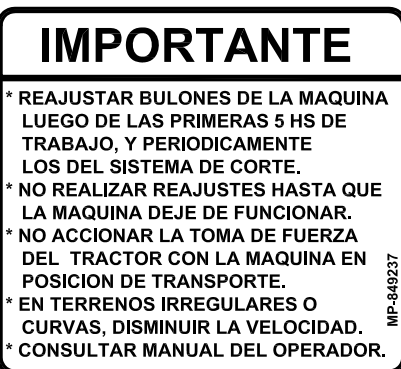 IMPORTANTE
* REAJUSTAR BULONES DE LA MAQUINA
LUEGO DE LAS PRIMERAS 5 HS DE
TRABAJO, Y PERIODICAMENTE
LOS DEL SISTEMA DE CORTE.
* NO REALIZAR REAJUSTES HASTA QUE
LA MAQUINA DEJE DE FUNCIONAR.
* NO ACCIONAR LA TOMA DE FUERZA
DEL TRACTOR CON LA MAQUINA EN
POSICION DE TRANSPORTE.
* EN TERRENOS IRREGULARES O
CURVAS, DISMINUIR LA VELOCIDAD.
* CONSULTAR MANUAL DEL OPERADOR.
MP-849237